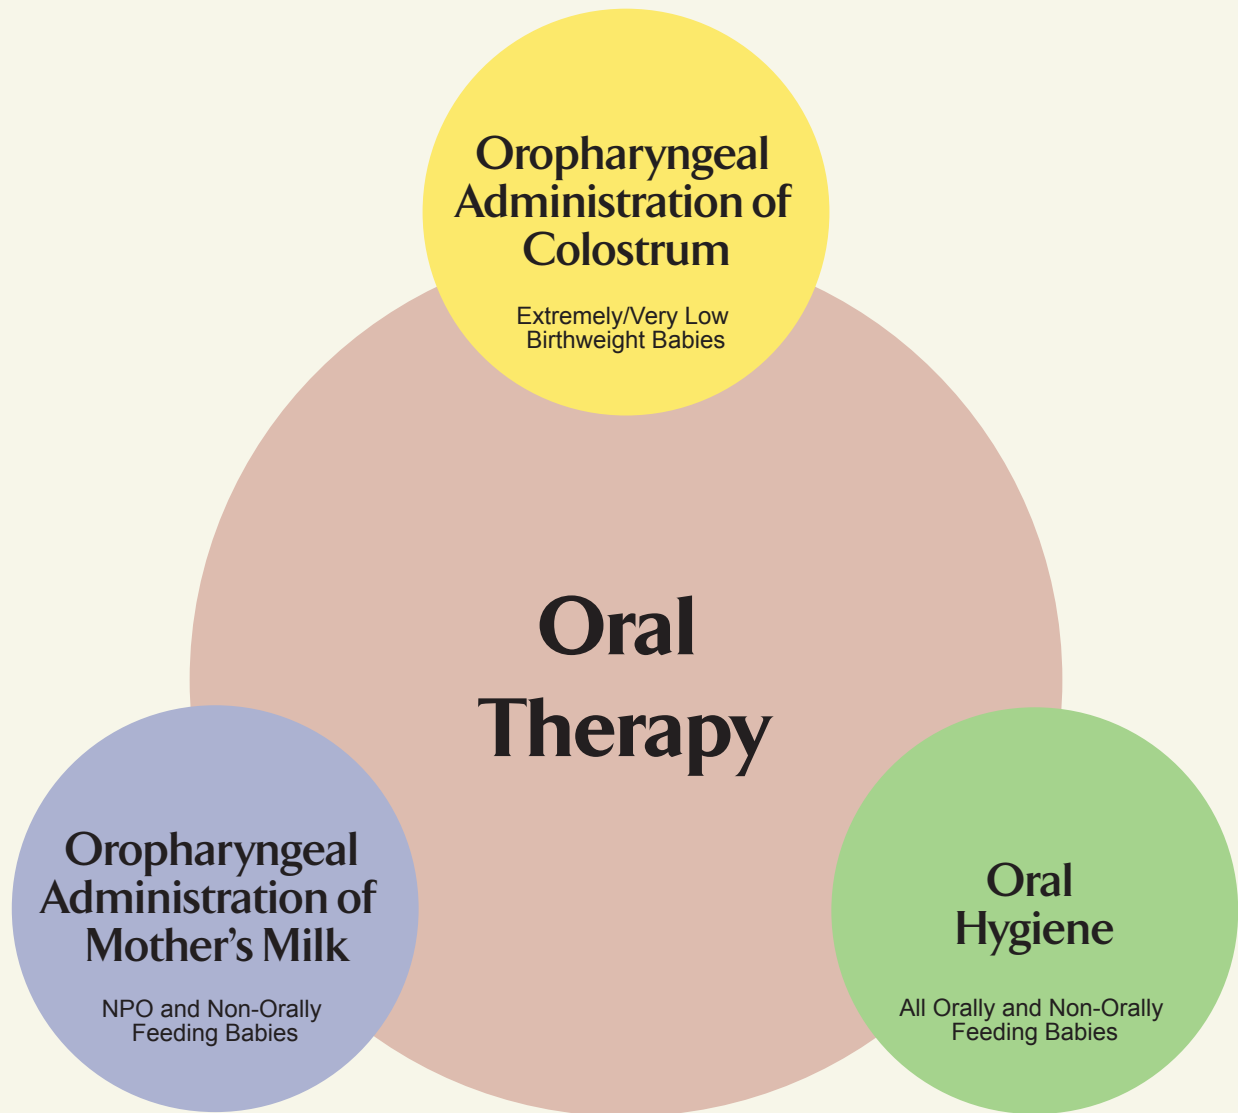 Oropharyngeal
Administration of
Colostrum
Extremely/Very Low
Birthweight Babies
Oral
Therapy
Oropharyngeal
Administration of
Mother’s Milk
NPO and Non-Orally
Feeding Babies
Oral
Hygiene
All Orally and Non-Orally
Feeding Babies